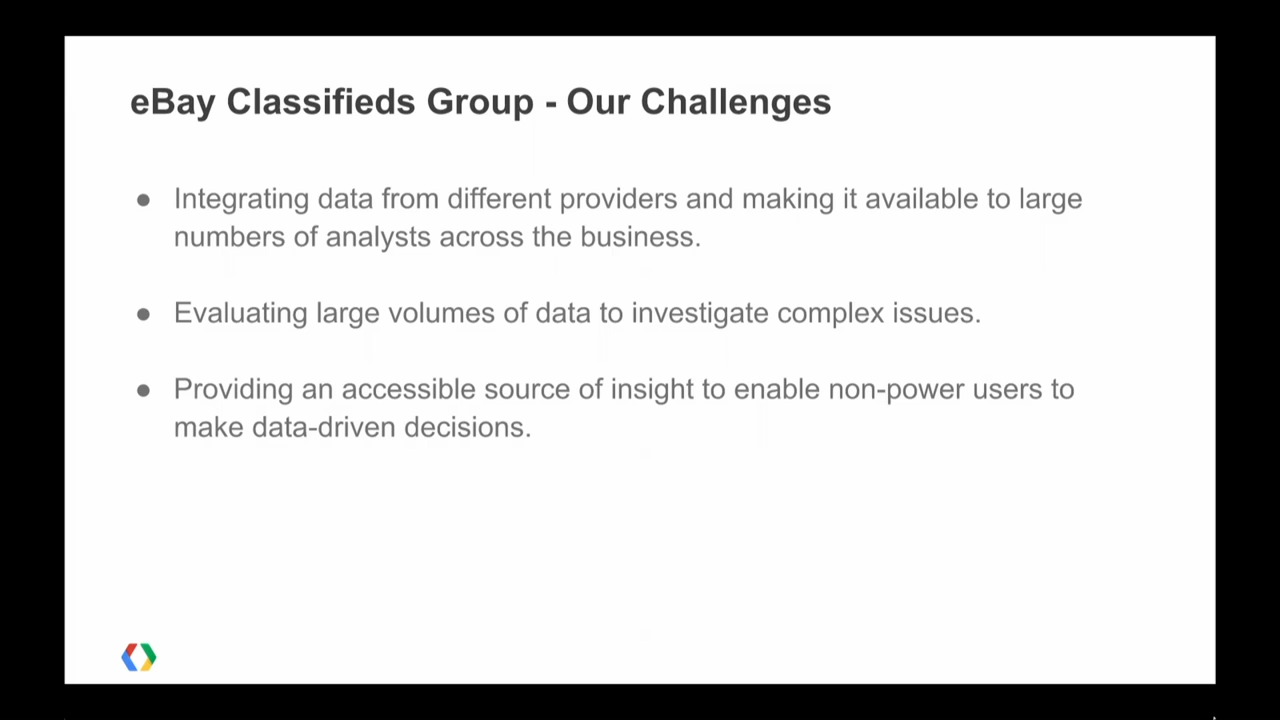 eBay Classifieds Group - Our Challenges
● Integrating data from different providers and making it available to large
numbers of analysts across the business.
● Evaluating large volumes of data to investigate complex issues.
● Providing an accessible source of insight to enable non-power users to
make data-driven decisions.